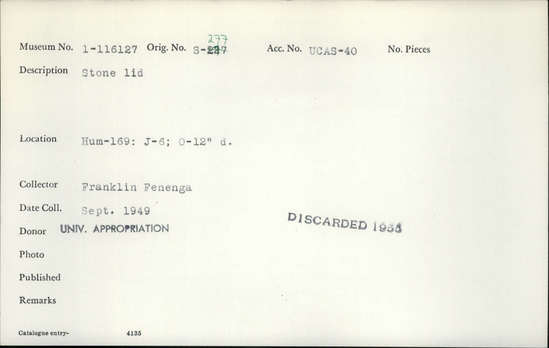 Museum No. 1-116127 Orig. No. S-277 Acc. No. UCAS-40 No. Pieces
Description Stone lid
Location Hum-169: J-6; 0-12" d.
Collector Franklin Fenenga
Date Coll. Sept. 1949
Donor UNIV. APPROPRIATION
DISCARDED
Photo
Published
Remarks
Catalogue entry- 4135